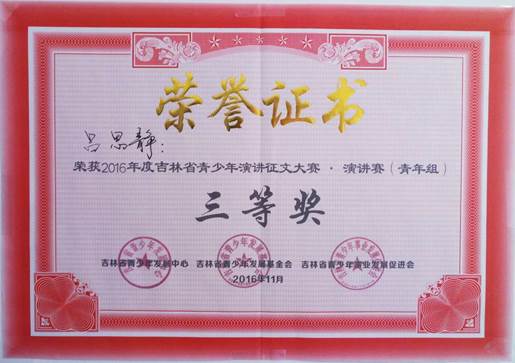 荣誉证书
吕思静:
荣获2016年度吉林省青少年演讲征文大赛·演讲赛(青年组)
三等奖
吉林省青少年发展中心 吉林省青少年发展基金会 吉林省青少年事业发展促进会
2016年11月